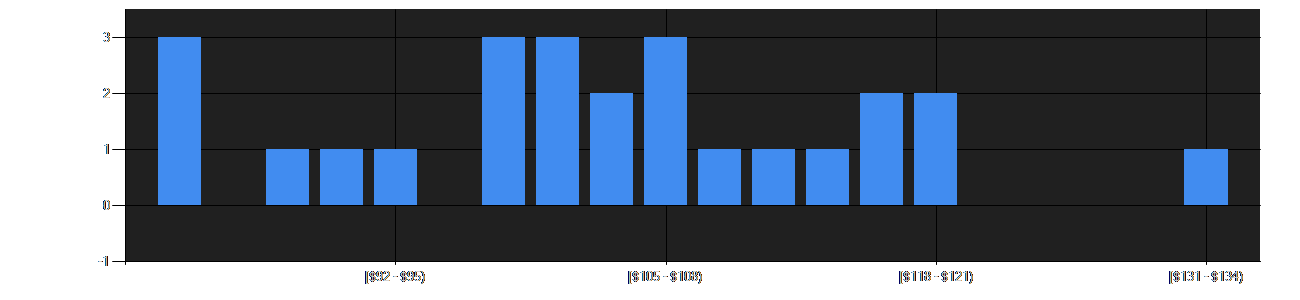 3
2
1
0
-1
[$92 ~ $95)
[$105 ~ $108)
[$118 ~ $121)
[$131 ~ $134)